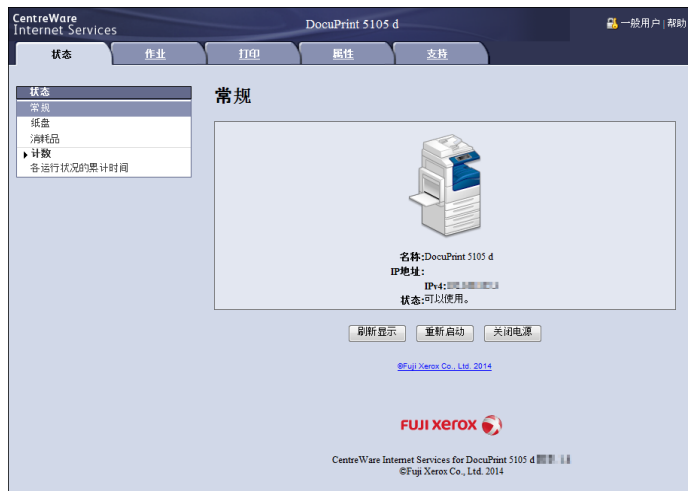 CentreWare
Internet Services
DocuPrint 5105 d
一般用户 | 帮助
状态
作业
打印
属性
支持
状态
常规
纸盘
消耗品
计数
各运行状况的累计时间
常规
名称:DocuPrint 5105 d
IP地址:
IPv4:
状态:可以使用。
刷新显示
重新启动
关闭电源
©Fuji Xerox Co., Ltd. 2014
FUJI xerox
CentreWare Internet Services for DocuPrint 5105 d
©Fuji Xerox Co., Ltd. 2014